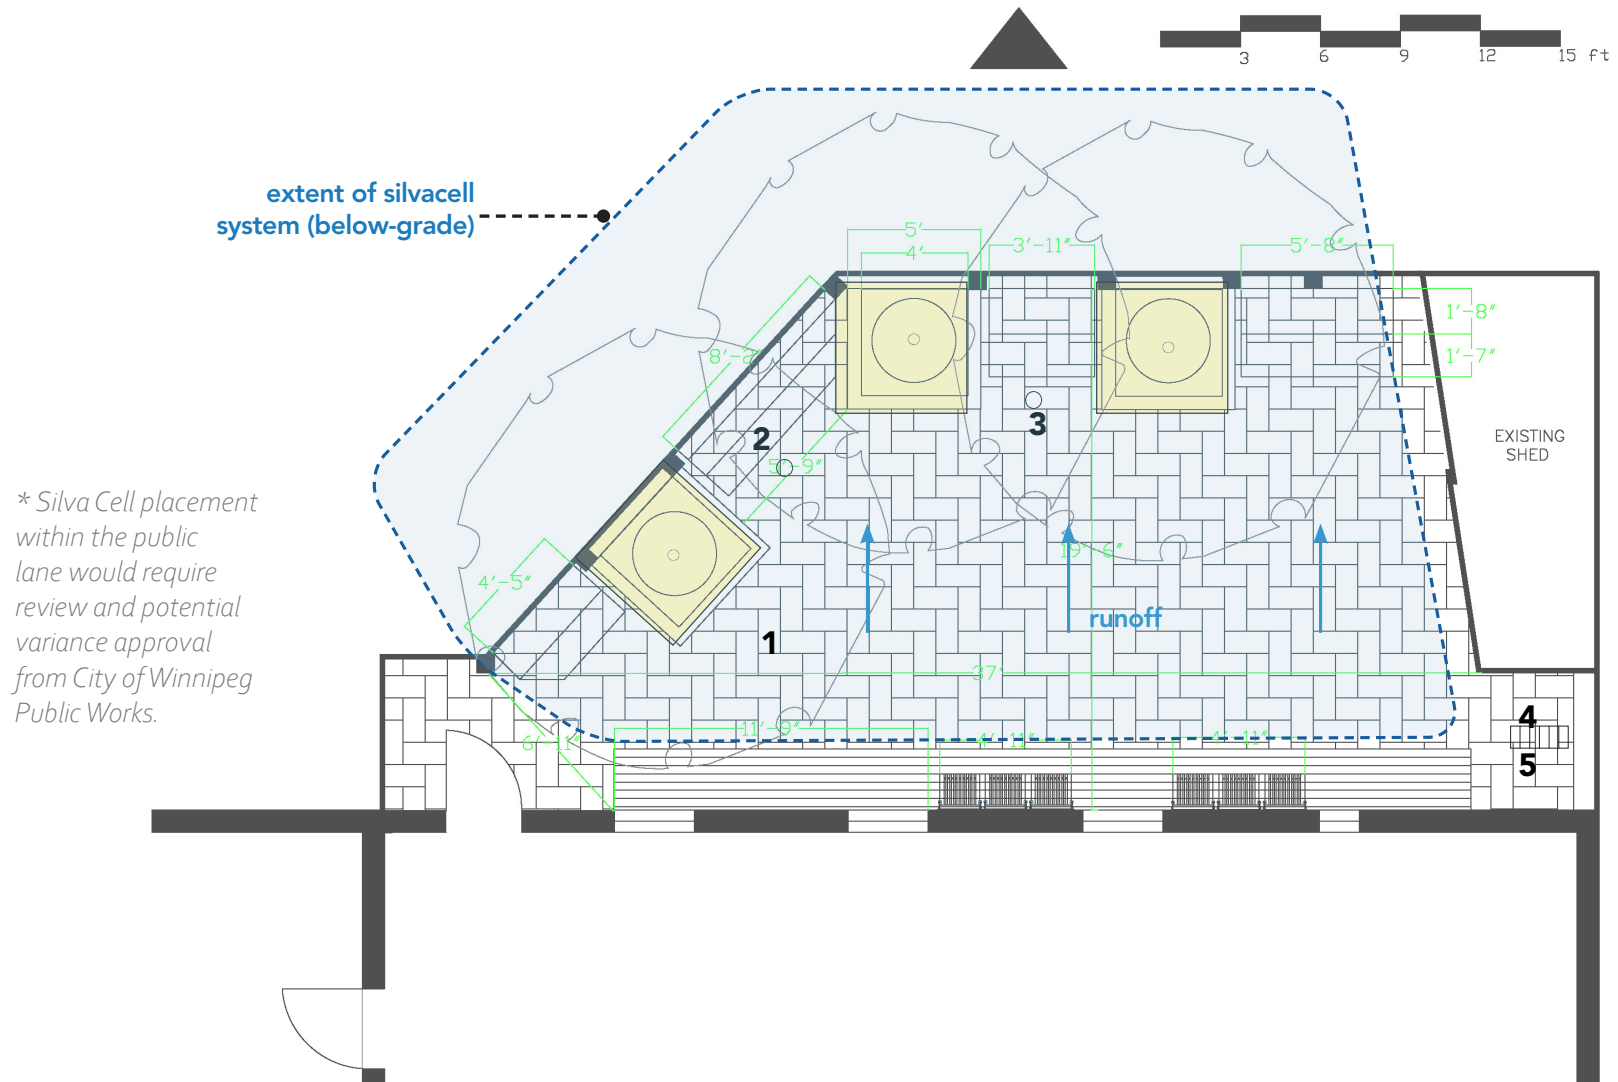 3 6 9 12 15 ft
extent of silvacell
system (below-grade)
5'
4'
3'-11"
5'-8"
1'-8"
1'-7"
8'-2"
2
3
5'-9"
EXISTING
SHED
* Silva Cell placement
within the public
lane would require
review and potential
variance approval
from City of Winnipeg
Public Works.
4'-5"
19'-6"
runoff
1
37'
4
5
6'-11"
11'-9"
4'-11"
4'-11"